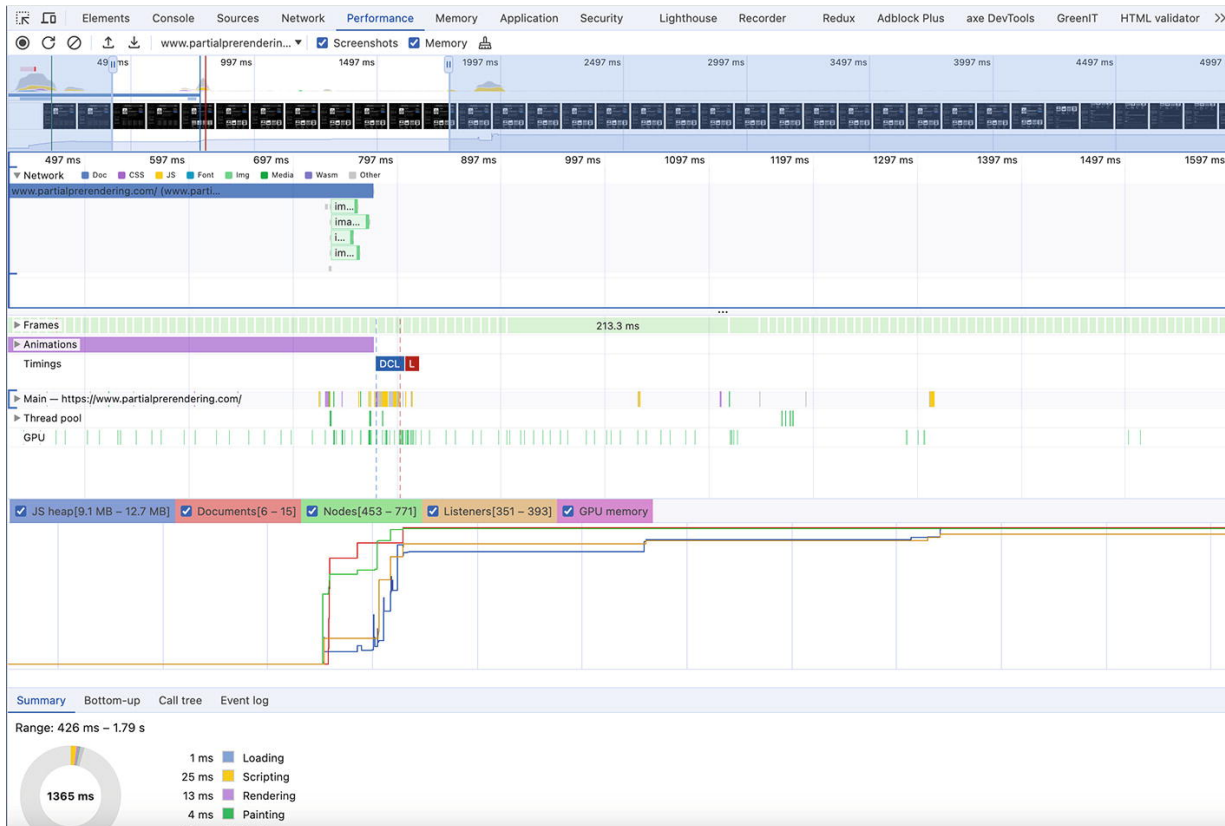 Elements Console Sources Network Performance Memory Application Security Lighthouse Recorder Redux Adblock Plus axe DevTools GreenIT HTML validator
www.partialprerenderin... Screenshots Memory
997 ms 1497 ms 1997 ms 2497 ms 2997 ms 3497 ms 3997 ms 4497 ms 4997
497 ms 597 ms 697 ms 797 ms 897 ms 997 ms 1097 ms 1197 ms 1297 ms 1397 ms 1497 ms 1597 ms
Network Doc CSS JS Font Img Media Wasm Other
www.partialprerendering.com/ (www.parti...
im...
ima...
i...
im...
Frames 213.3 ms
Animations
Timings DCL L
Main — https://www.partialprerendering.com/
Thread pool
GPU
JS heap[9.1 MB – 12.7 MB] Documents[6 – 15] Nodes[453 – 771] Listeners[351 – 393] GPU memory
Summary Bottom-up Call tree Event log
Range: 426 ms – 1.79 s
1365 ms
1 ms Loading
25 ms Scripting
13 ms Rendering
4 ms Painting